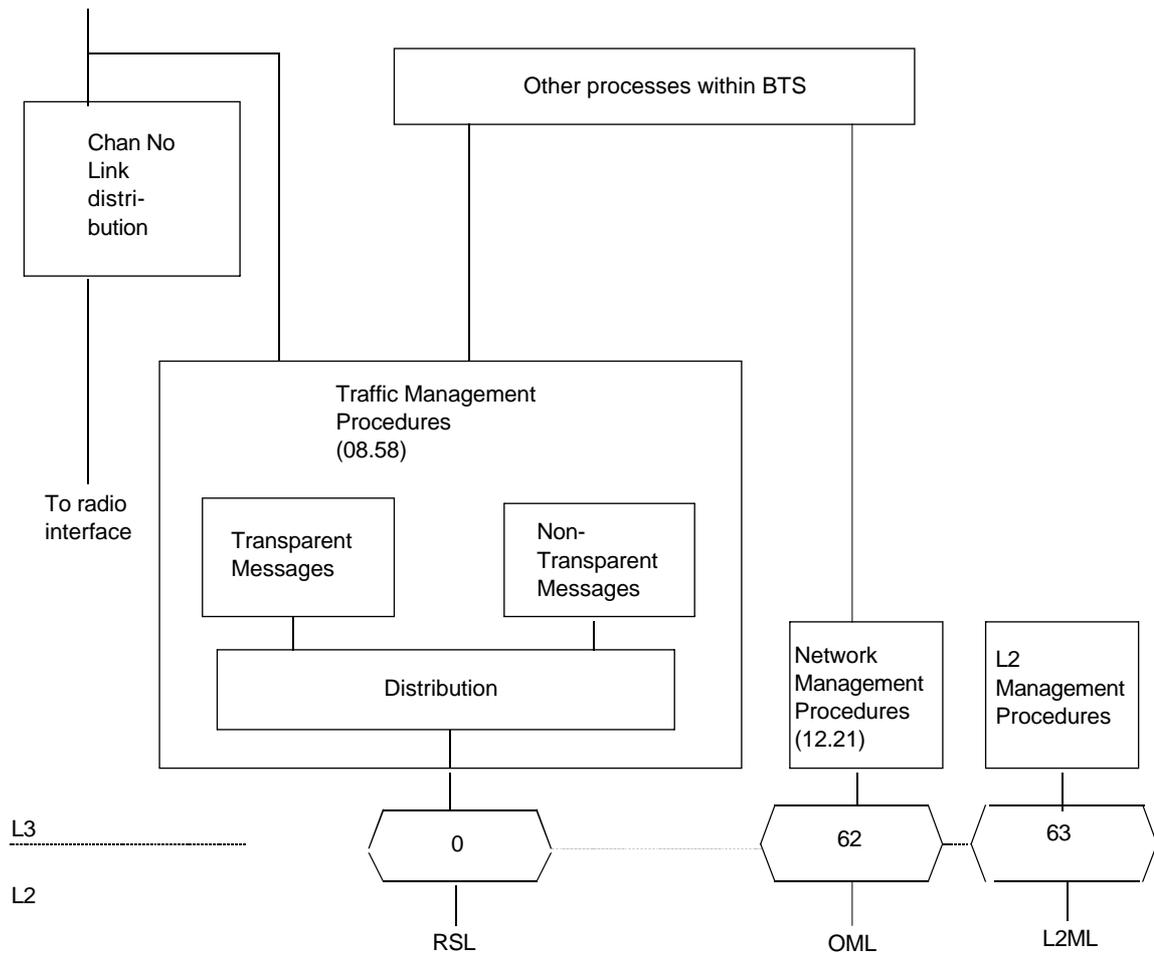 Other processes within BTS
Chan No
Link
distri-
bution
Traffic Management
Procedures
(08.58)
To radio
interface
Transparent
Messages
Non-
Transparent
Messages
Distribution
Network
Management
Procedures
(12.21)
L2
Management
Procedures
L3
0
62
63
L2
RSL
OML
L2ML